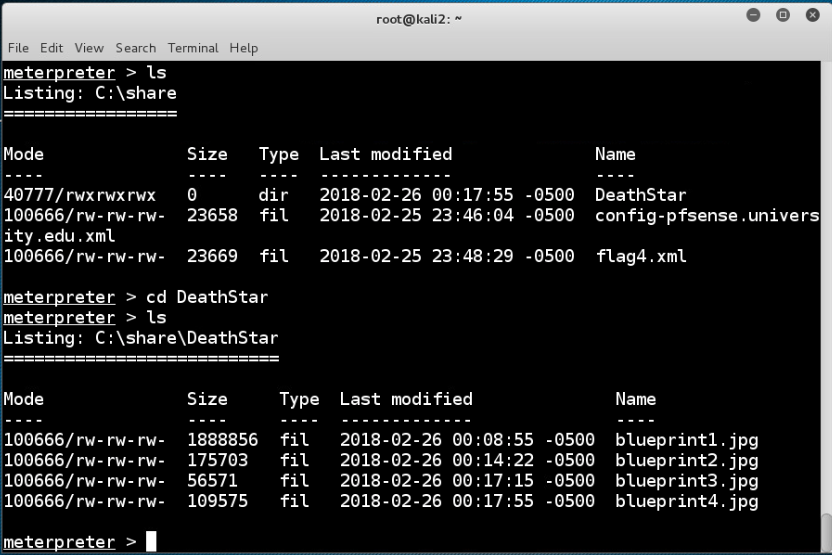 root@kali2: ~
File Edit View Search Terminal Help
meterpreter > ls
Listing: C:\share
=================
Mode              Size   Type  Last modified              Name
----              ----   ----  -------------              ----
40777/rwxrwxrwx   0      dir   2018-02-26 00:17:55 -0500  DeathStar
100666/rw-rw-rw-  23658  fil   2018-02-25 23:46:04 -0500  config-pfsense.univers
ity.edu.xml
100666/rw-rw-rw-  23669  fil   2018-02-25 23:48:29 -0500  flag4.xml
meterpreter > cd DeathStar
meterpreter > ls
Listing: C:\share\DeathStar
===========================
Mode              Size     Type  Last modified              Name
----              ----     ----  -------------              ----
100666/rw-rw-rw-  1888856  fil   2018-02-26 00:08:55 -0500  blueprint1.jpg
100666/rw-rw-rw-  175703   fil   2018-02-26 00:14:22 -0500  blueprint2.jpg
100666/rw-rw-rw-  56571    fil   2018-02-26 00:17:15 -0500  blueprint3.jpg
100666/rw-rw-rw-  109575   fil   2018-02-26 00:17:55 -0500  blueprint4.jpg
meterpreter >